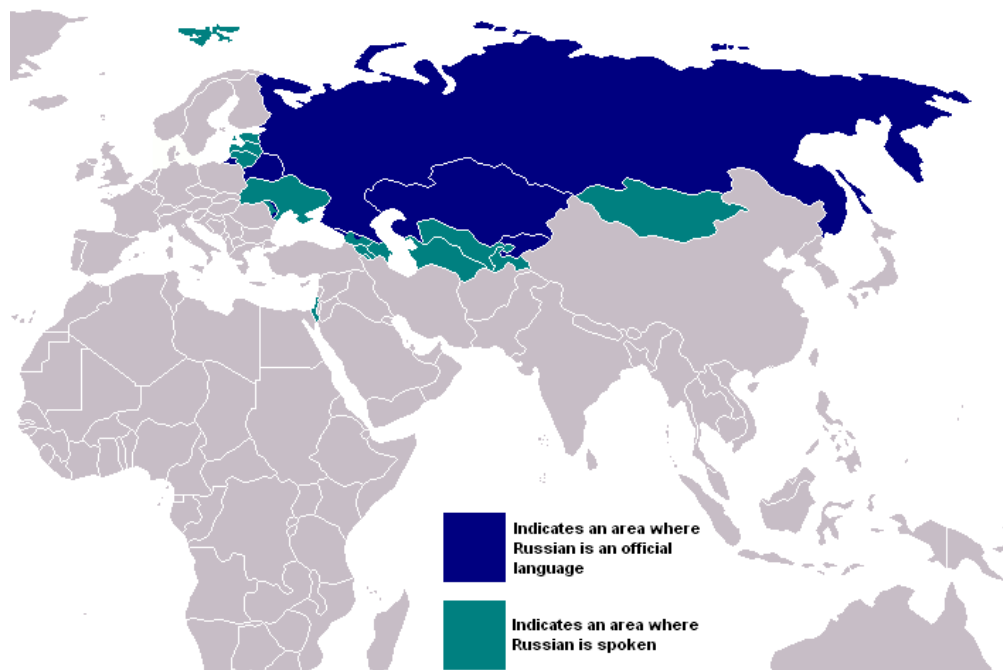 Indicates an area where
Russian is an official
language
Indicates an area where
Russian is spoken